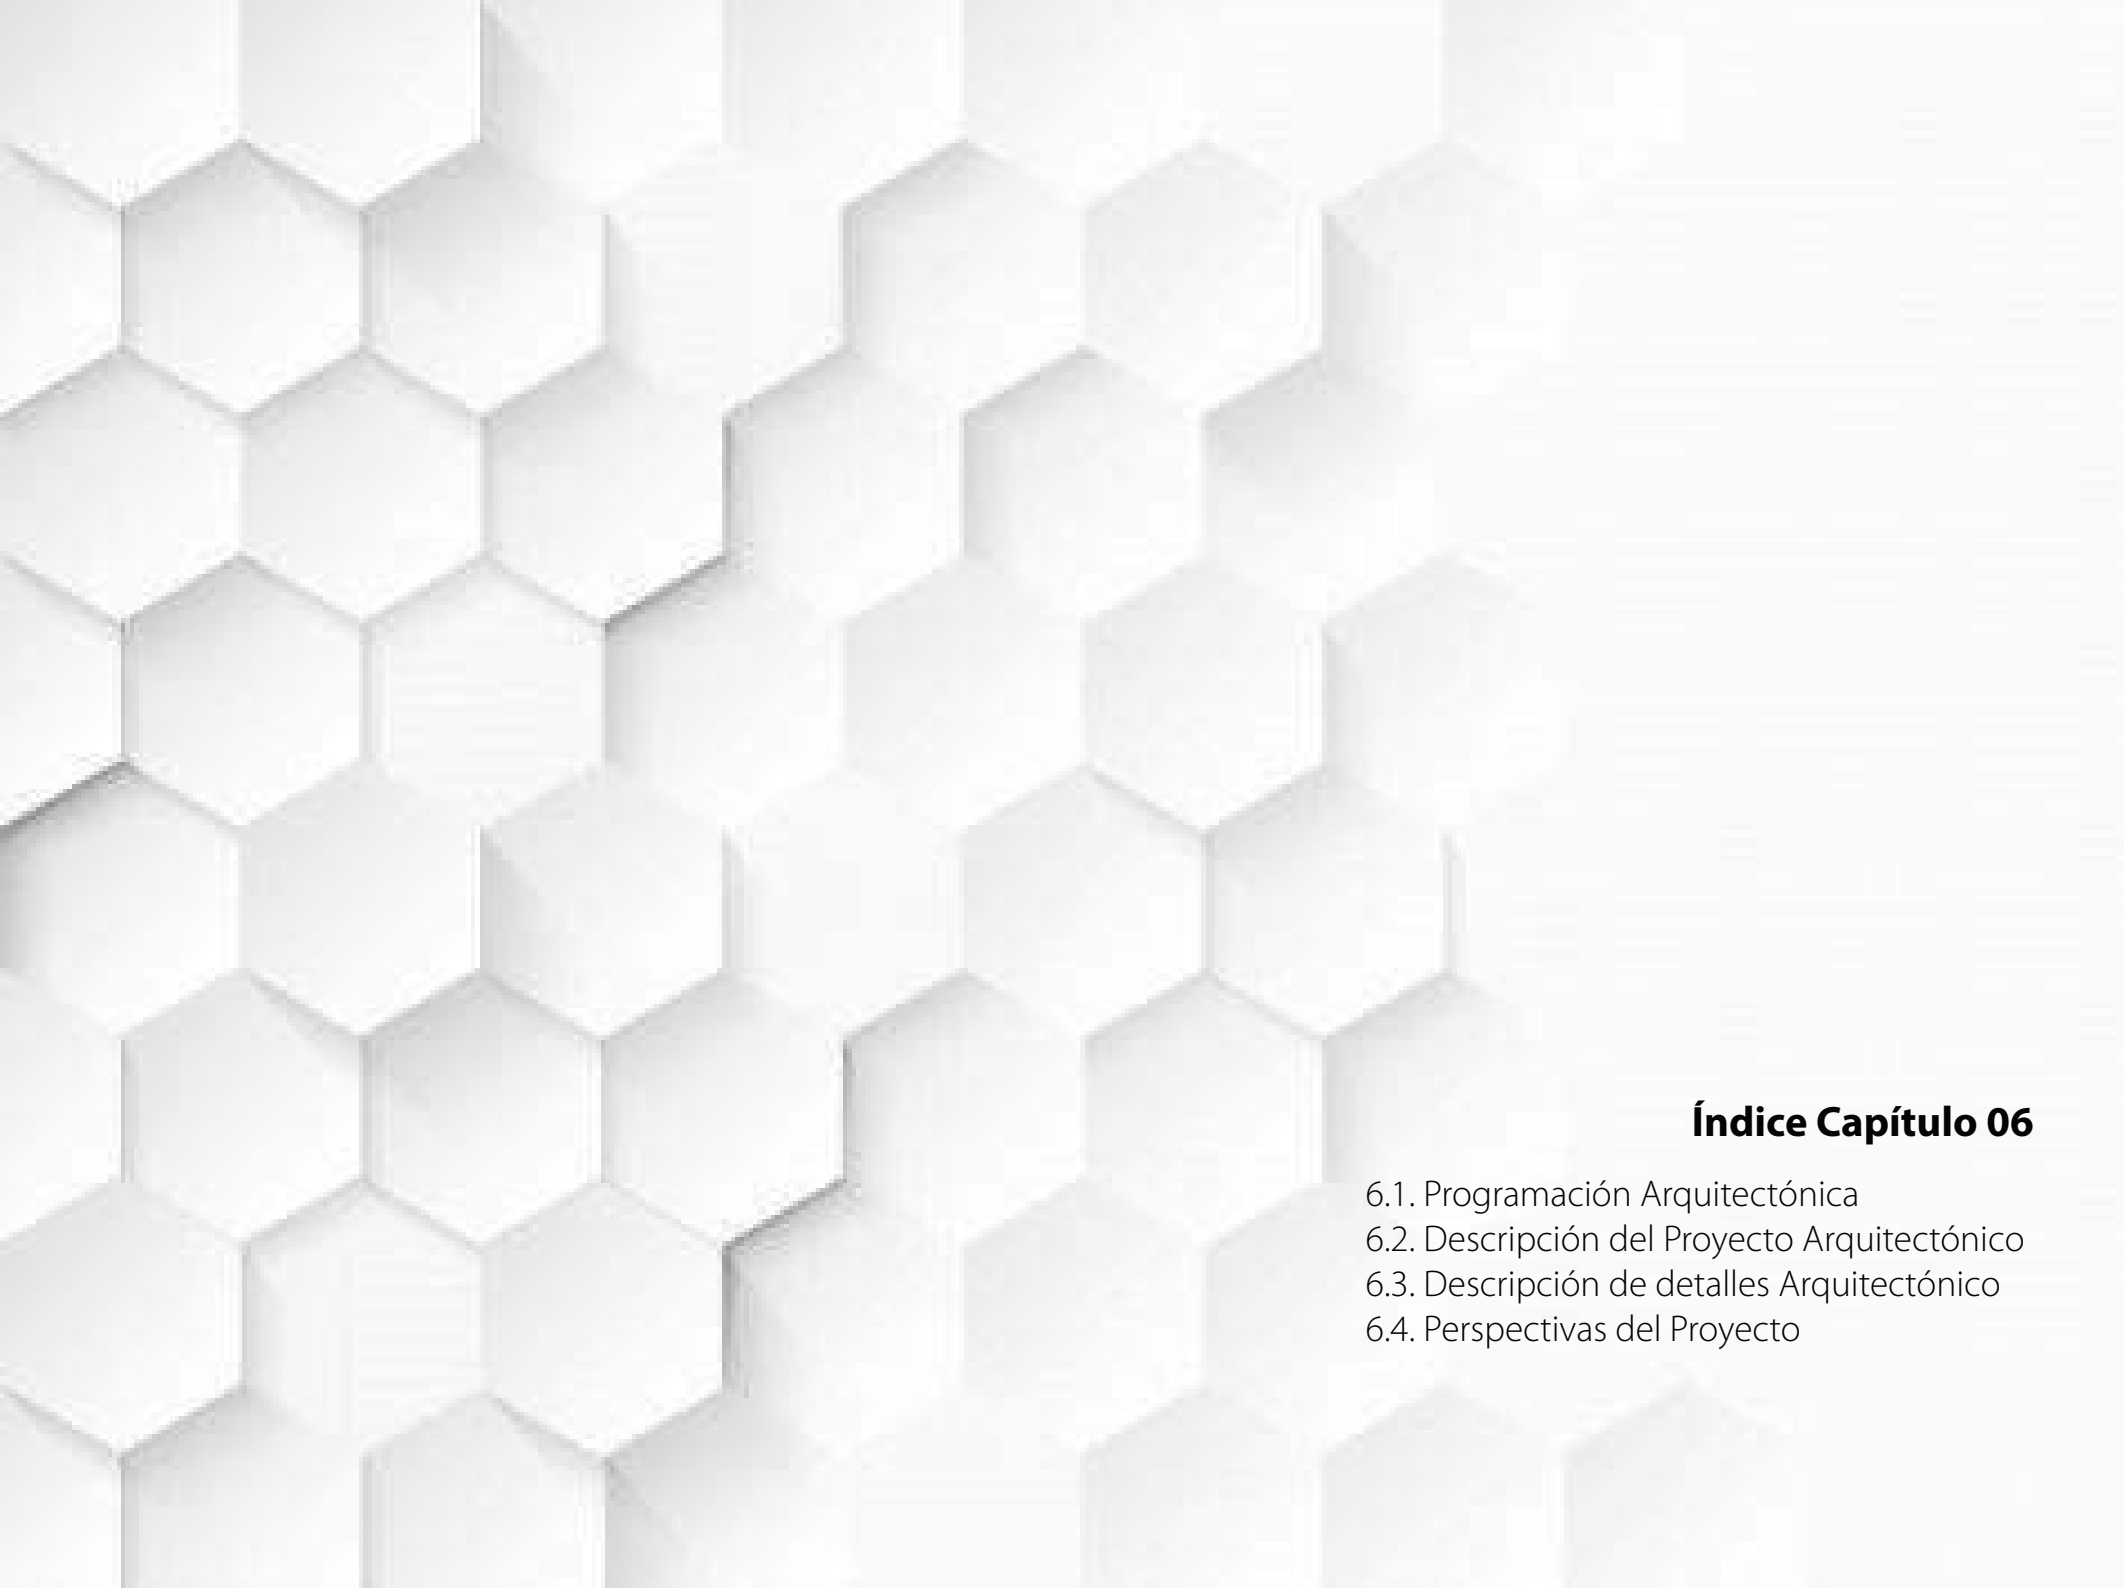 Índice Capítulo 06
6.1. Programación Arquitectónica
6.2. Descripción del Proyecto Arquitectónico
6.3. Descripción de detalles Arquitectónico
6.4. Perspectivas del Proyecto